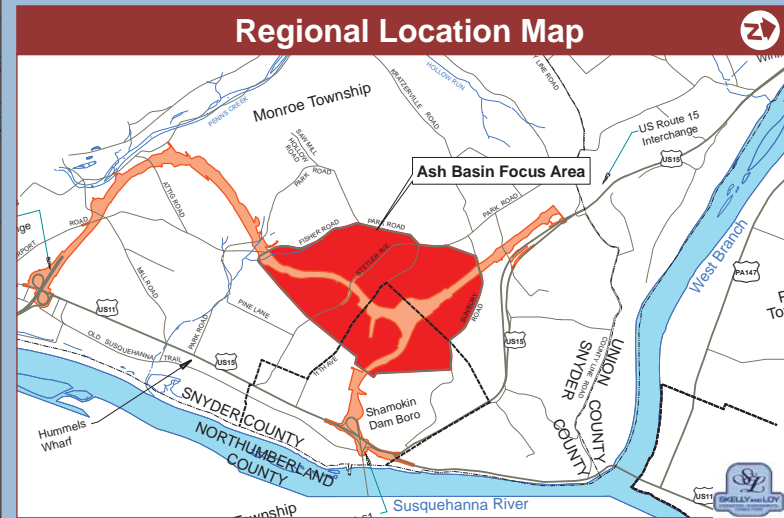 Regional Location Map
Z
HOLLOW RUN
Y LINE ROAD
KRATZERVILLE ROAD
PENNS CREEK
Monroe Township
SAW MILL
HOLLOW
ROAD
PARK ROAD
US Route 15
Interchange
US15
Ash Basin Focus Area
ATTIG ROAD
ROAD
FISHER ROAD
PARK ROAD
PARK ROAD
West Branch
STETLER AVE
PA147
MILL ROAD
PINE LANE
SUNBURY
ROAD
US11
OLD SUSQUEHANNA TRAIL
PARK ROAD
US15
11TH AVE
US15
UNION COUNTY
COUNTY LINE ROAD
SNYDER
COUNTY
Hummels
Wharf
SNYDER COUNTY
NORTHUMBERLAND
COUNTY
Shamokin
Dam Boro
Susquehanna River
US11
SL
SKELLY and LOY